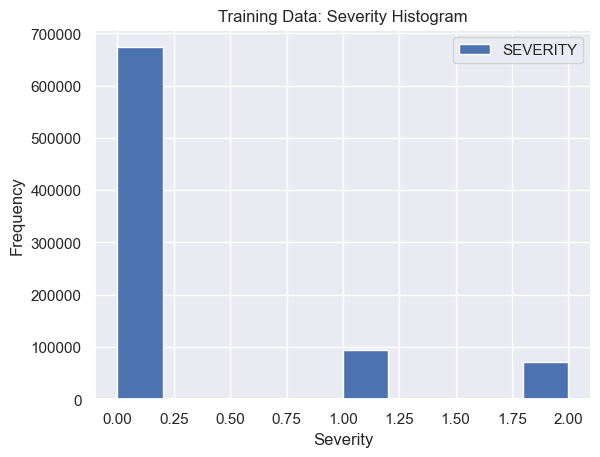 Training Data: Severity Histogram
SEVERITY
700000
600000
500000
400000
300000
200000
100000
0
Frequency
0.00 0.25 0.50 0.75 1.00 1.25 1.50 1.75 2.00
Severity